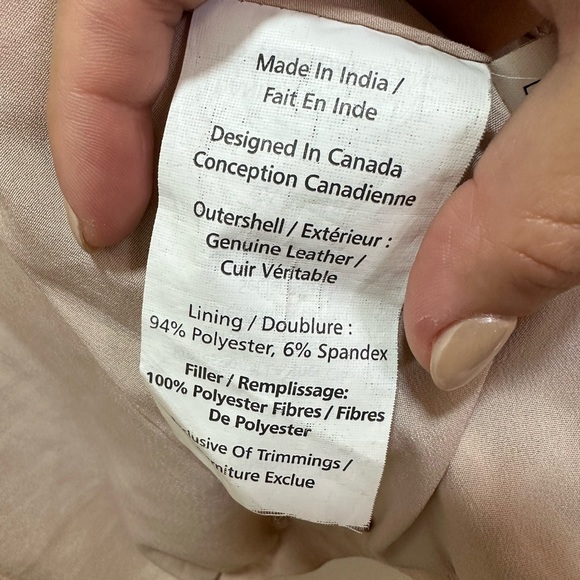 Made In India /
Fait En Inde
Designed In Canada
Conception Canadienne
Outershell / Extérieur :
Genuine Leather /
Cuir Véritable
Lining / Doublure :
94% Polyester, 6% Spandex
Filler / Remplissage:
100% Polyester Fibres / Fibres
De Polyester
Of Trimmings /
Exclue